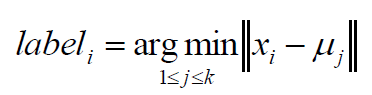 label_i = arg min ‖x_i − μ_j‖
1≤j≤k